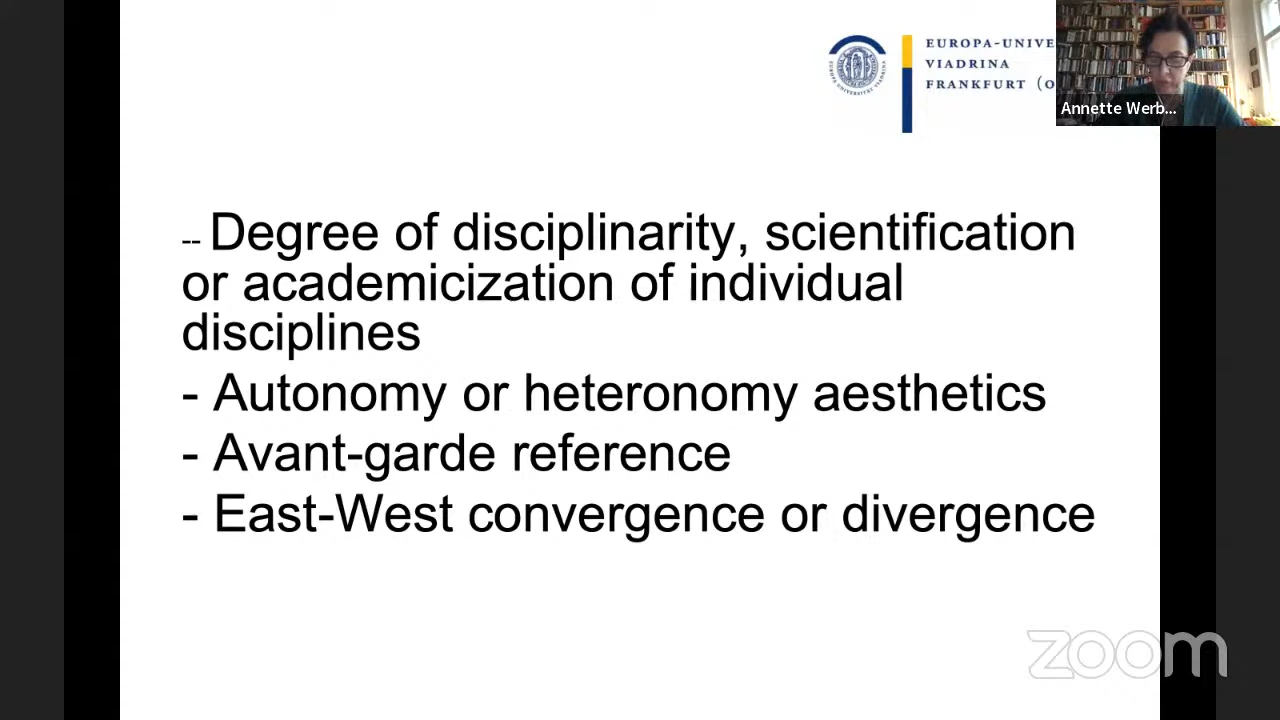 EUROPA-UNIVE
VIADRINA
FRANKFURT (O
Annette Werb...
-- Degree of disciplinarity, scientification
or academicization of individual
disciplines
- Autonomy or heteronomy aesthetics
- Avant-garde reference
- East-West convergence or divergence
zoom